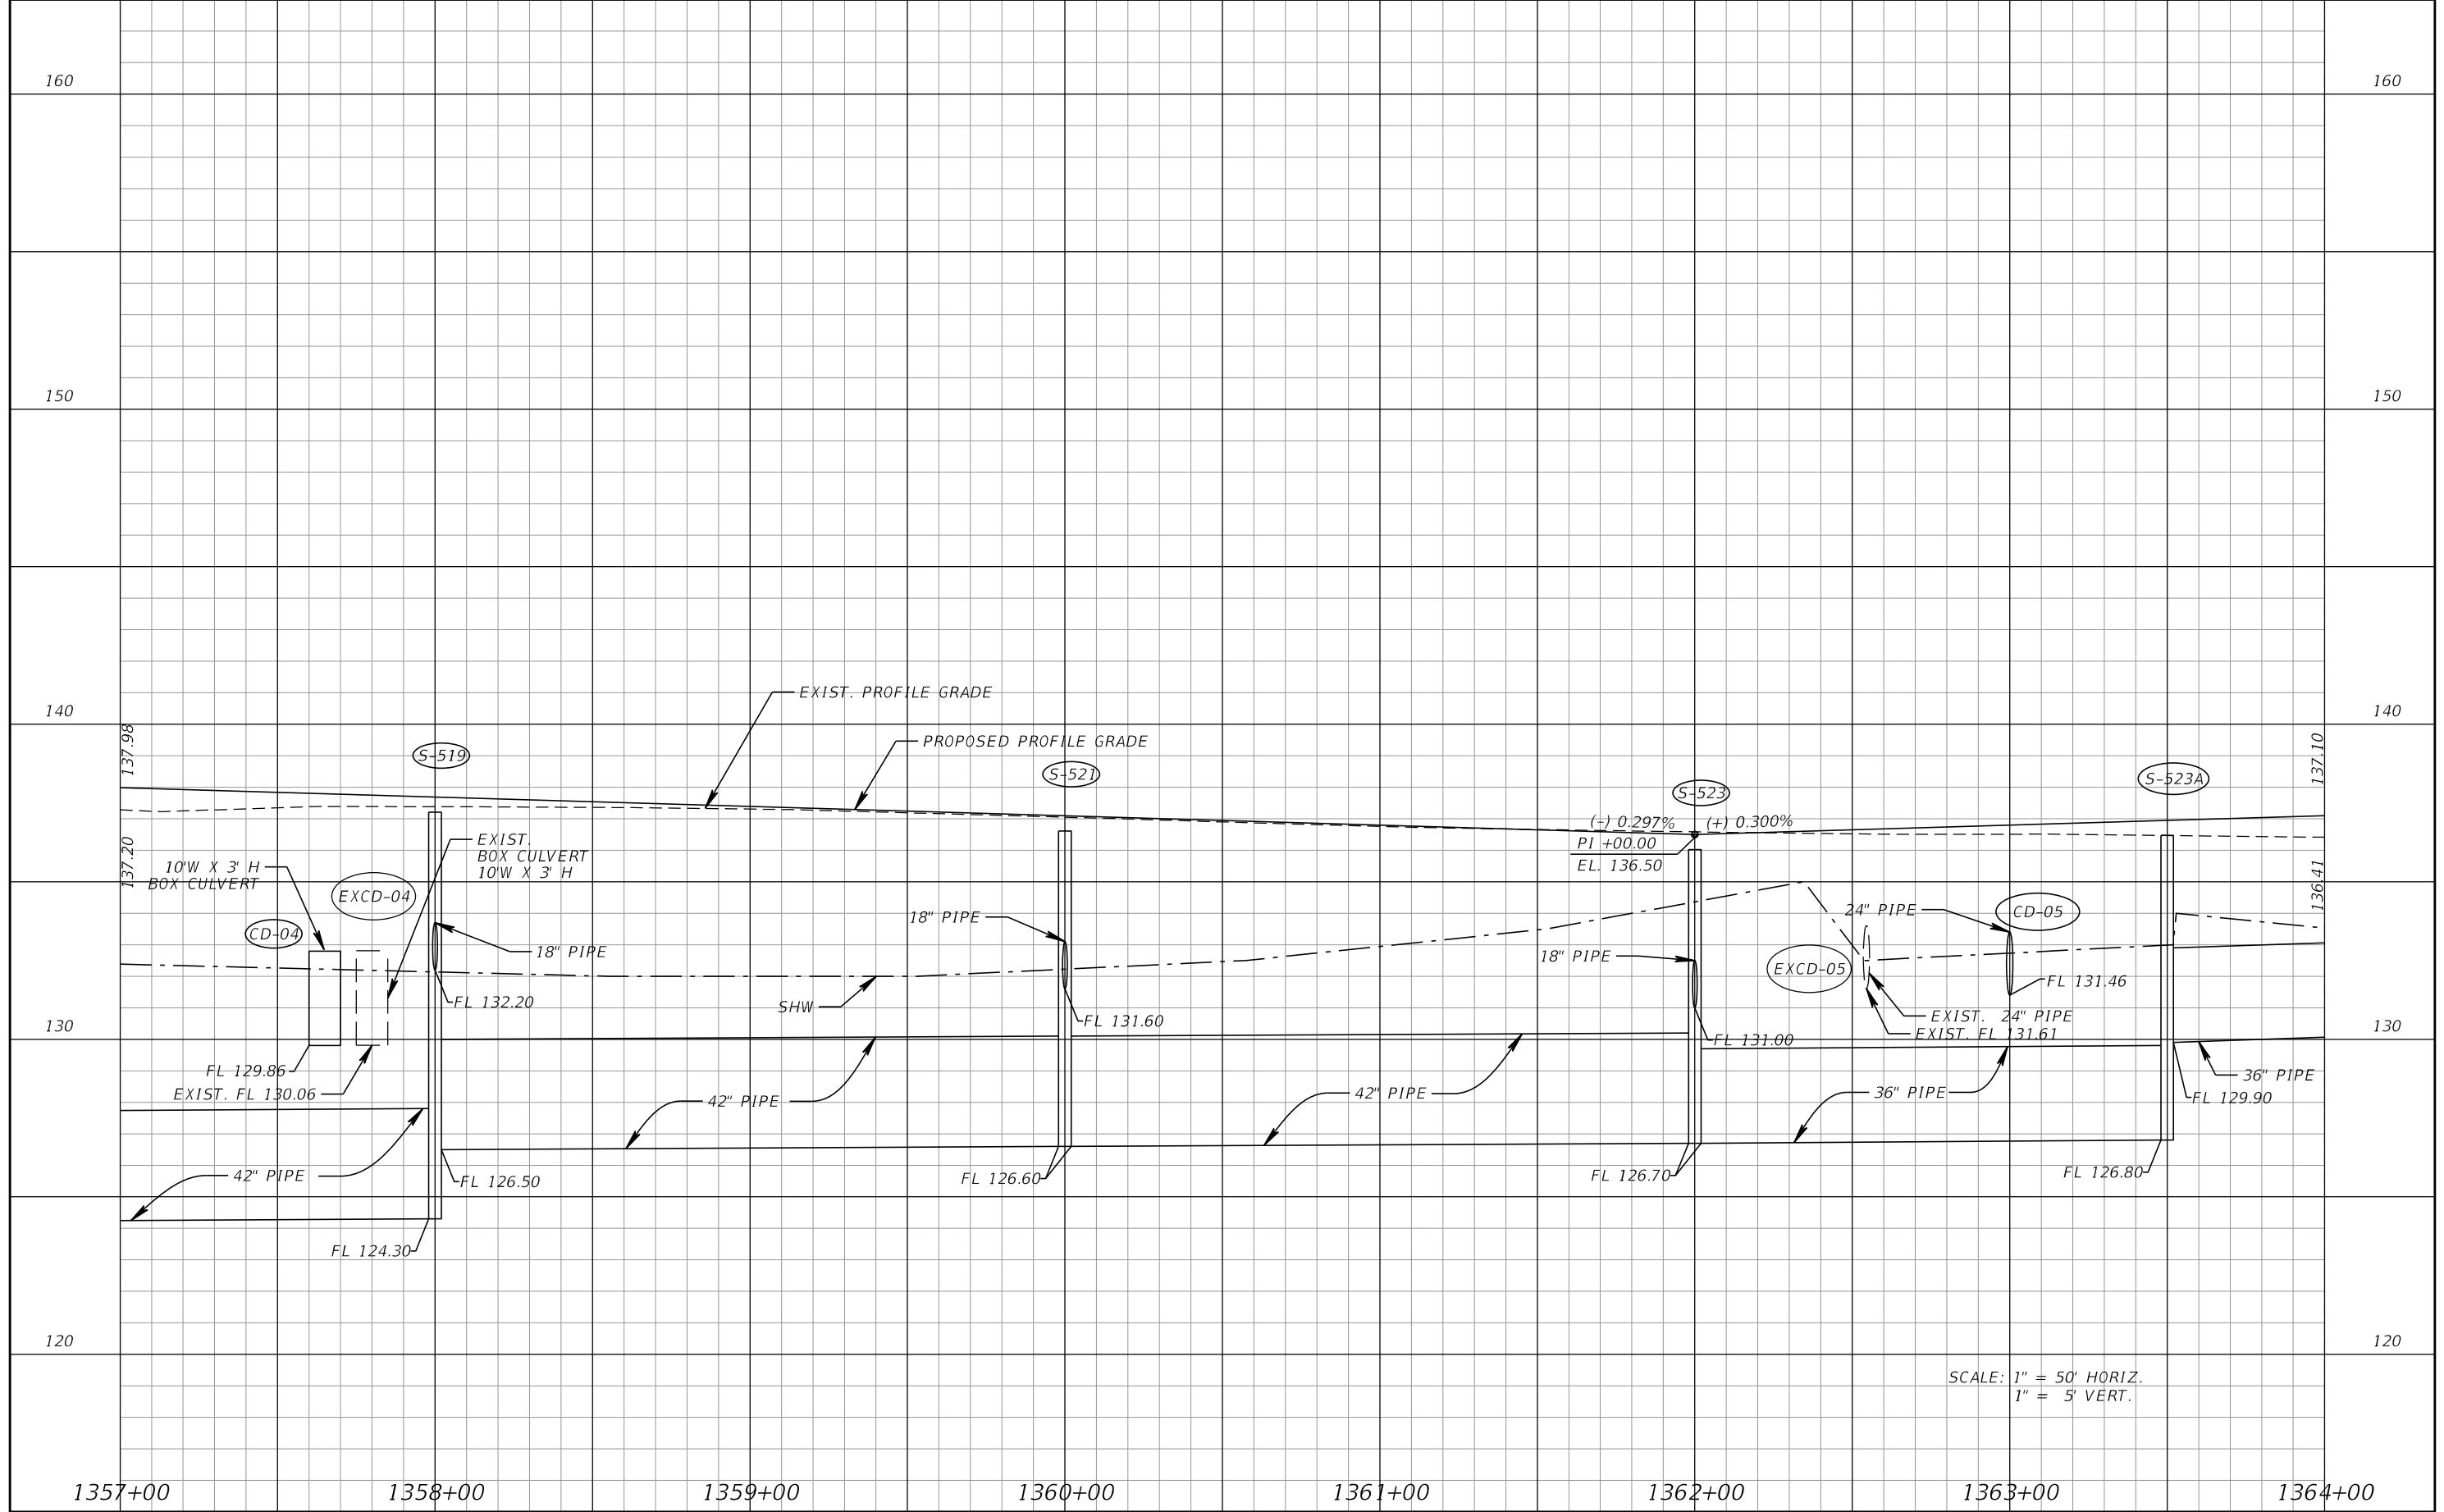 160
160
150
150
140
140
130
130
120
120
137.98
137.20
137.10
136.41
EXIST. PROFILE GRADE
PROPOSED PROFILE GRADE
S-519
S-521
S-523
S-523A
(-) 0.297%
(+) 0.300%
PI +00.00
EL. 136.50
10'W X 3' H
BOX CULVERT
EXCD-04
CD-04
EXIST.
BOX CULVERT
10'W X 3' H
18" PIPE
FL 132.20
FL 129.86
EXIST. FL 130.06
42" PIPE
FL 124.30
FL 126.50
42" PIPE
SHW
18" PIPE
FL 131.60
FL 126.60
42" PIPE
18" PIPE
FL 131.00
FL 126.70
EXCD-05
24" PIPE
CD-05
FL 131.46
EXIST. 24" PIPE
EXIST. FL 131.61
36" PIPE
36" PIPE
FL 129.90
FL 126.80
SCALE: 1" = 50' HORIZ.
1" = 5' VERT.
1357+00
1358+00
1359+00
1360+00
1361+00
1362+00
1363+00
1364+00